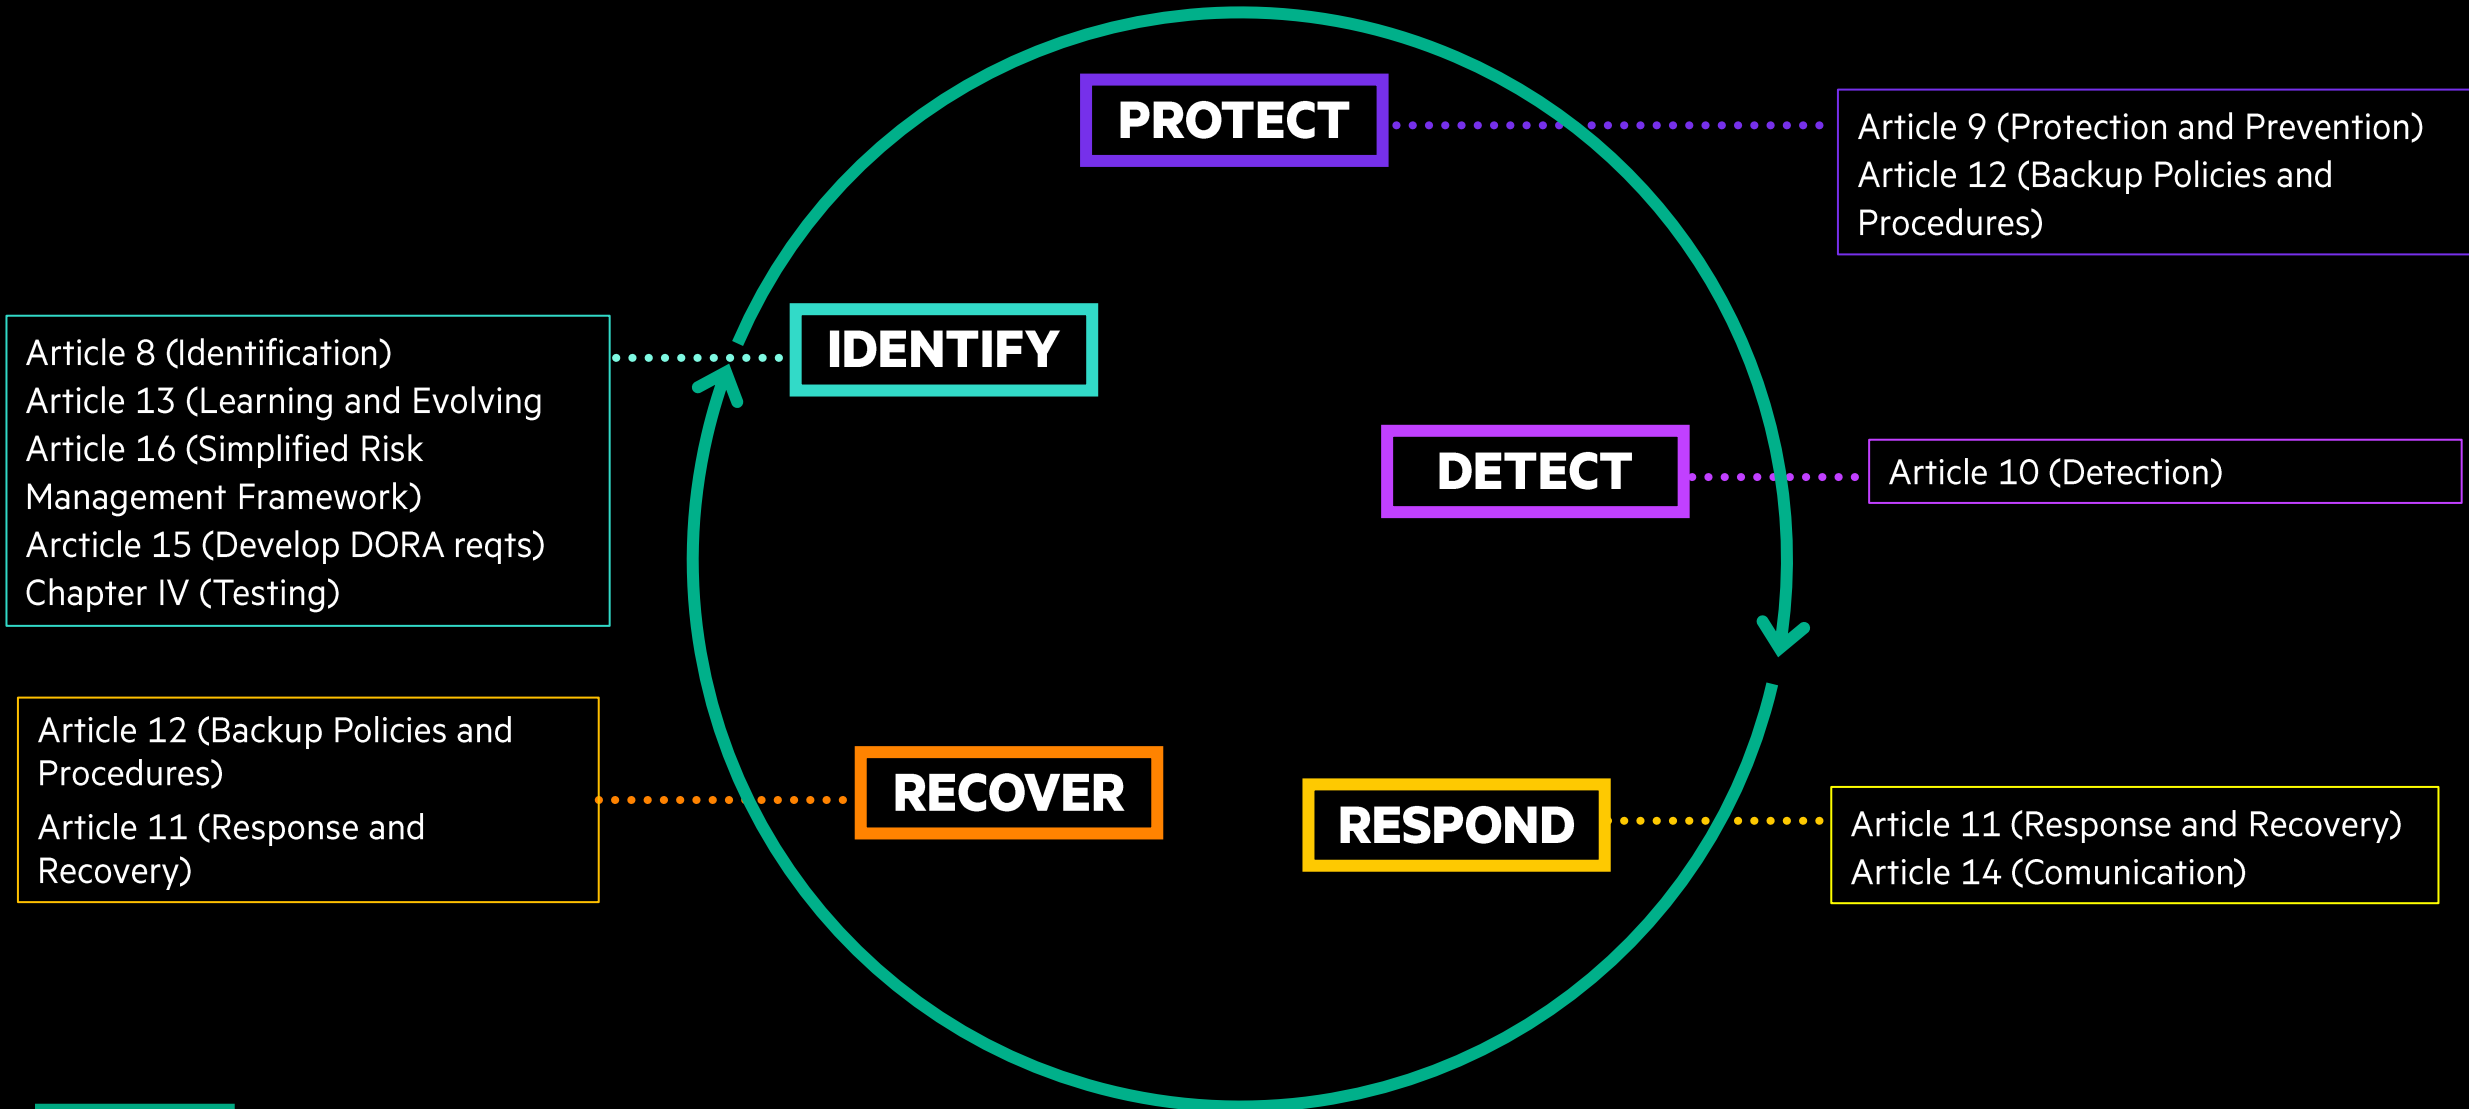 PROTECT
Article 9 (Protection and Prevention)
Article 12 (Backup Policies and
Procedures)
IDENTIFY
Article 8 (Identification)
Article 13 (Learning and Evolving
Article 16 (Simplified Risk
Management Framework)
Arcticle 15 (Develop DORA reqts)
Chapter IV (Testing)
DETECT
Article 10 (Detection)
RECOVER
Article 12 (Backup Policies and
Procedures)
Article 11 (Response and
Recovery)
RESPOND
Article 11 (Response and Recovery)
Article 14 (Comunication)